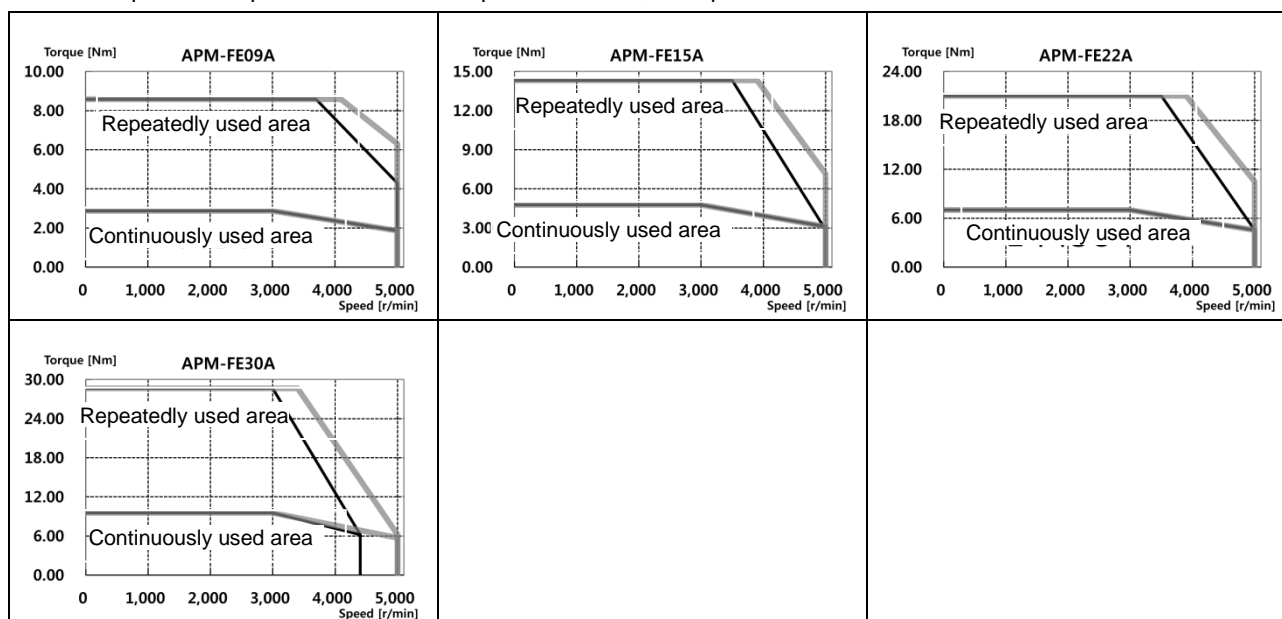 Torque [Nm] APM-FE09A
10.00
8.00
Repeatedly used area
6.00
4.00
2.00
Continuously used area
0.00
0 1,000 2,000 3,000 4,000 5,000
Speed [r/min]
Torque [Nm] APM-FE15A
15.00
12.00
Repeatedly used area
9.00
6.00
3.00
Continuously used area
0.00
0 1,000 2,000 3,000 4,000 5,000
Speed [r/min]
Torque [Nm] APM-FE22A
24.00
18.00
Repeatedly used area
12.00
6.00
Continuously used area
0.00
0 1,000 2,000 3,000 4,000 5,000
Speed [r/min]
Torque [Nm] APM-FE30A
30.00
24.00
Repeatedly used area
18.00
12.00
6.00
Continuously used area
0.00
0 1,000 2,000 3,000 4,000 5,000
Speed [r/min]